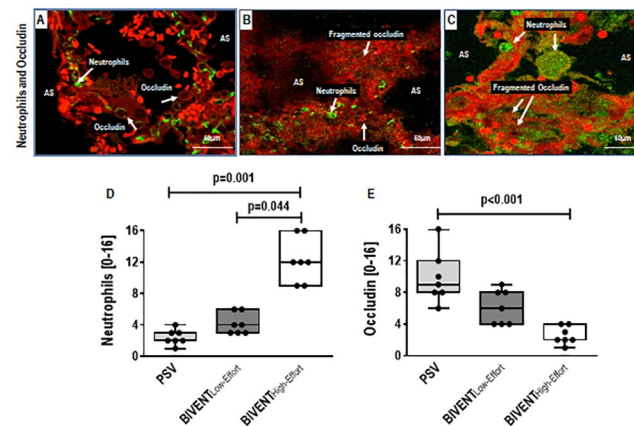 Neutrophils and Occludin
A
Neutrophils
AS
AS
Occludin
Occludin
60µm
B
Fragmented occludin
AS
Neutrophils
AS
Occludin
60µm
C
Neutrophils
AS
AS
Fragmented Occludin
60µm
D
p=0.001
p=0.044
Neutrophils [0-16]
16
12
8
4
0
PSV
BIVENTLow-Effort
BIVENTHigh-Effort
E
p<0.001
Occludin [0-16]
16
12
8
4
0
PSV
BIVENTLow-Effort
BIVENTHigh-Effort